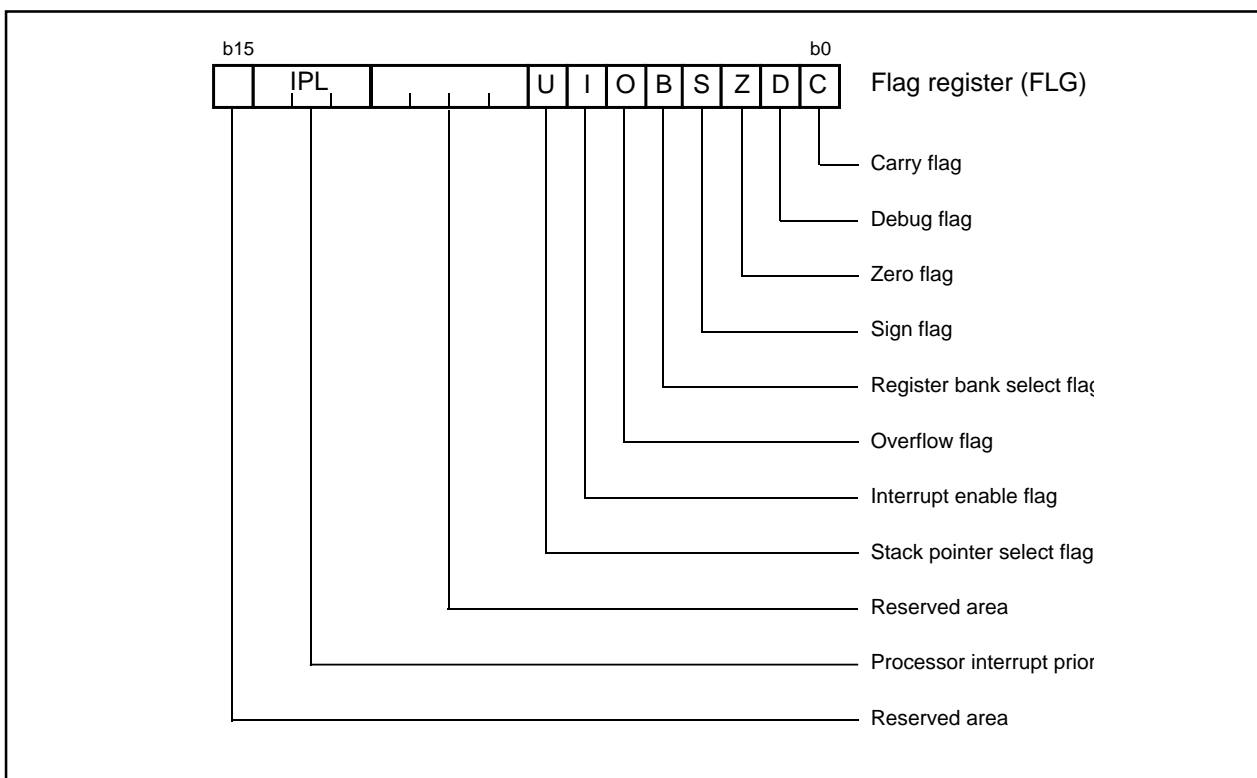 b15 b0
IPL U I O B S Z D C Flag register (FLG)
Carry flag
Debug flag
Zero flag
Sign flag
Register bank select flag
Overflow flag
Interrupt enable flag
Stack pointer select flag
Reserved area
Processor interrupt prior
Reserved area